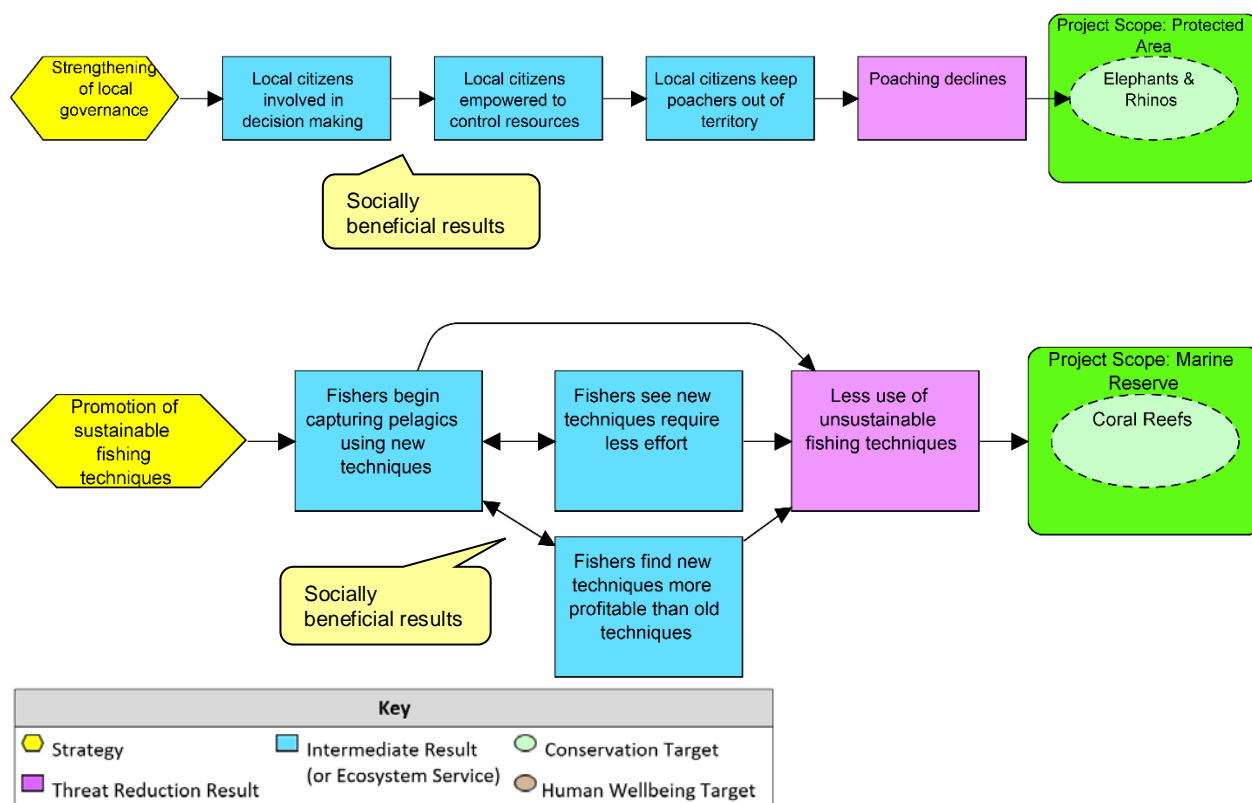 Strengthening
of local
governance
Local citizens
involved in
decision making
Local citizens
empowered to
control resources
Local citizens keep
poachers out of
territory
Poaching declines
Project Scope: Protected
Area
Elephants &
Rhinos
Socially
beneficial results
Promotion of
sustainable
fishing
techniques
Fishers begin
capturing pelagics
using new
techniques
Fishers see new
techniques require
less effort
Less use of
unsustainable
fishing techniques
Project Scope: Marine
Reserve
Coral Reefs
Socially
beneficial results
Fishers find new
techniques more
profitable than old
techniques
Key
Strategy
Intermediate Result
(or Ecosystem Service)
Conservation Target
Threat Reduction Result
Human Wellbeing Target